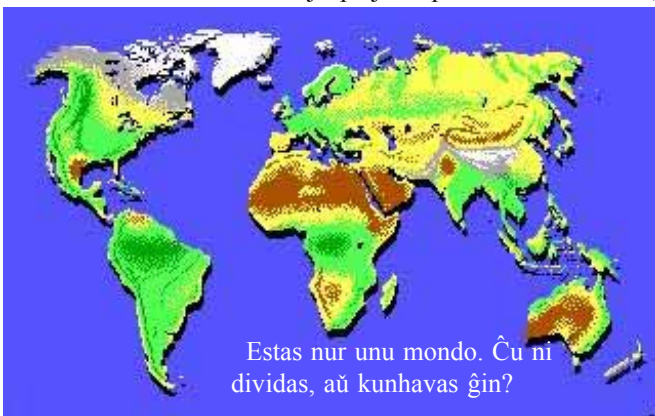 Estas nur unu mondo. Ĉu ni
dividas, aŭ kunhavas ĝin?